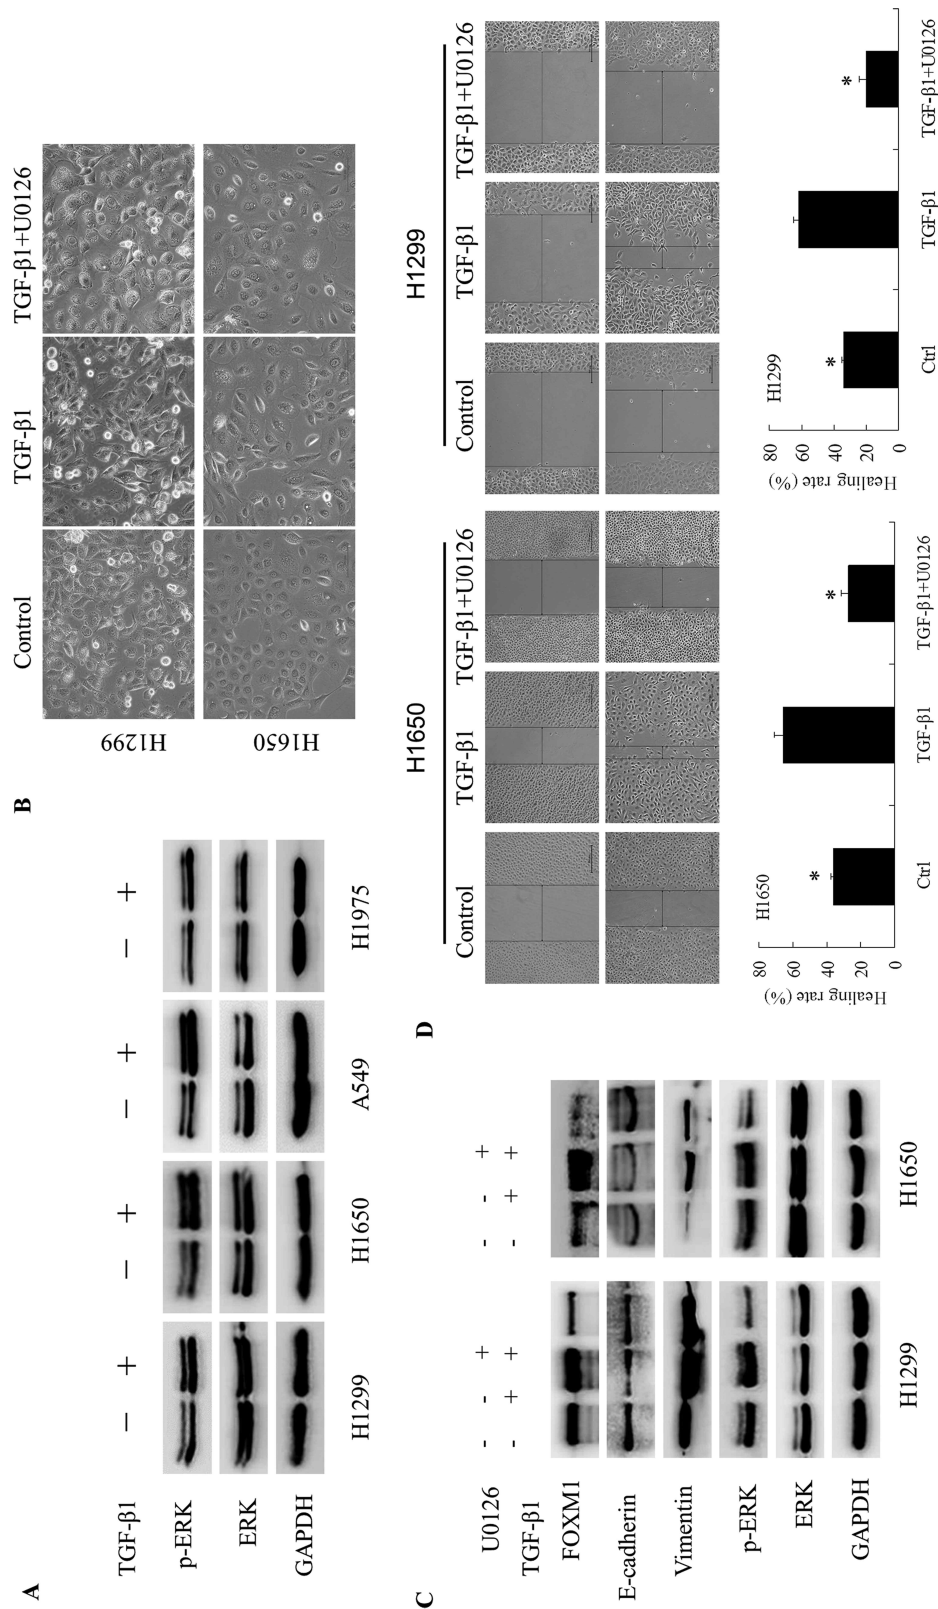 A
TGF-β1 — + — + — + — +
p-ERK
ERK
GAPDH
H1299 H1650 A549 H1975
B
Control TGF-β1 TGF-β1+U0126
H1299
H1650
C
U0126 - - + - - +
TGF-β1 - + + - + +
FOXM1
E-cadherin
Vimentin
p-ERK
ERK
GAPDH
H1299 H1650
D
H1650 H1299
Control TGF-β1 TGF-β1+U0126 Control TGF-β1 TGF-β1+U0126
H1650
Healing rate (%)
80
60
40
20
0
* *
Ctrl TGF-β1 TGF-β1+U0126
H1299
Healing rate (%)
80
60
40
20
0
* *
Ctrl TGF-β1 TGF-β1+U0126